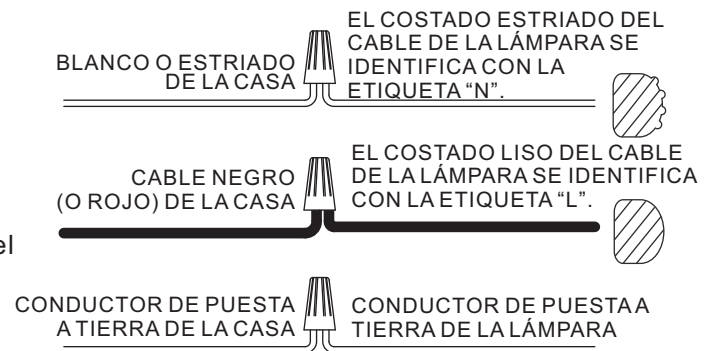 BLANCO O ESTRIADO
DE LA CASA
EL COSTADO ESTRIADO DEL
CABLE DE LA LÁMPARA SE
IDENTIFICA CON LA
ETIQUETA “N”.
CABLE NEGRO
(O ROJO) DE LA CASA
EL COSTADO LISO DEL CABLE
DE LA LÁMPARA SE IDENTIFICA
CON LA ETIQUETA “L”.
el
CONDUCTOR DE PUESTA
A TIERRA DE LA CASA
CONDUCTOR DE PUESTA A
TIERRA DE LA LÁMPARA